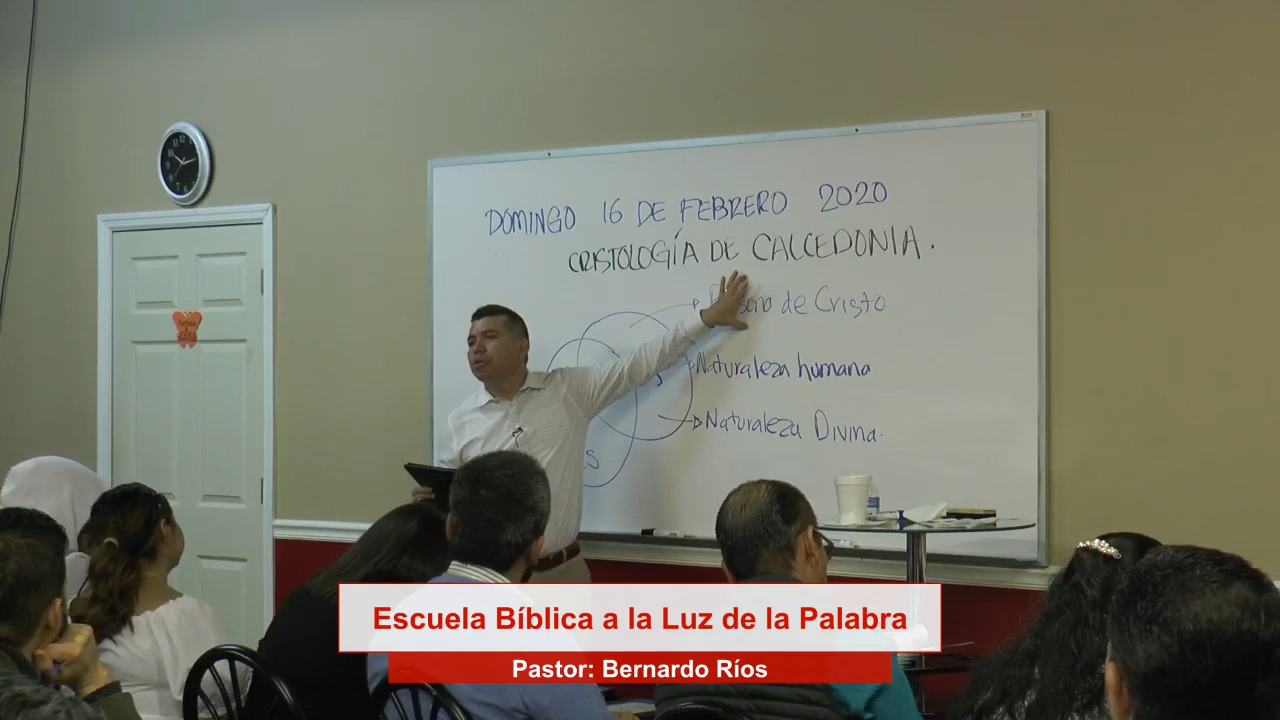 DOMINGO 16 DE FEBRERO 2020
CRISTOLOGÍA DE CALCEDONIA.
de Cristo
Naturaleza humana
Naturaleza Divina.
Escuela Bíblica a la Luz de la Palabra
Pastor: Bernardo Ríos